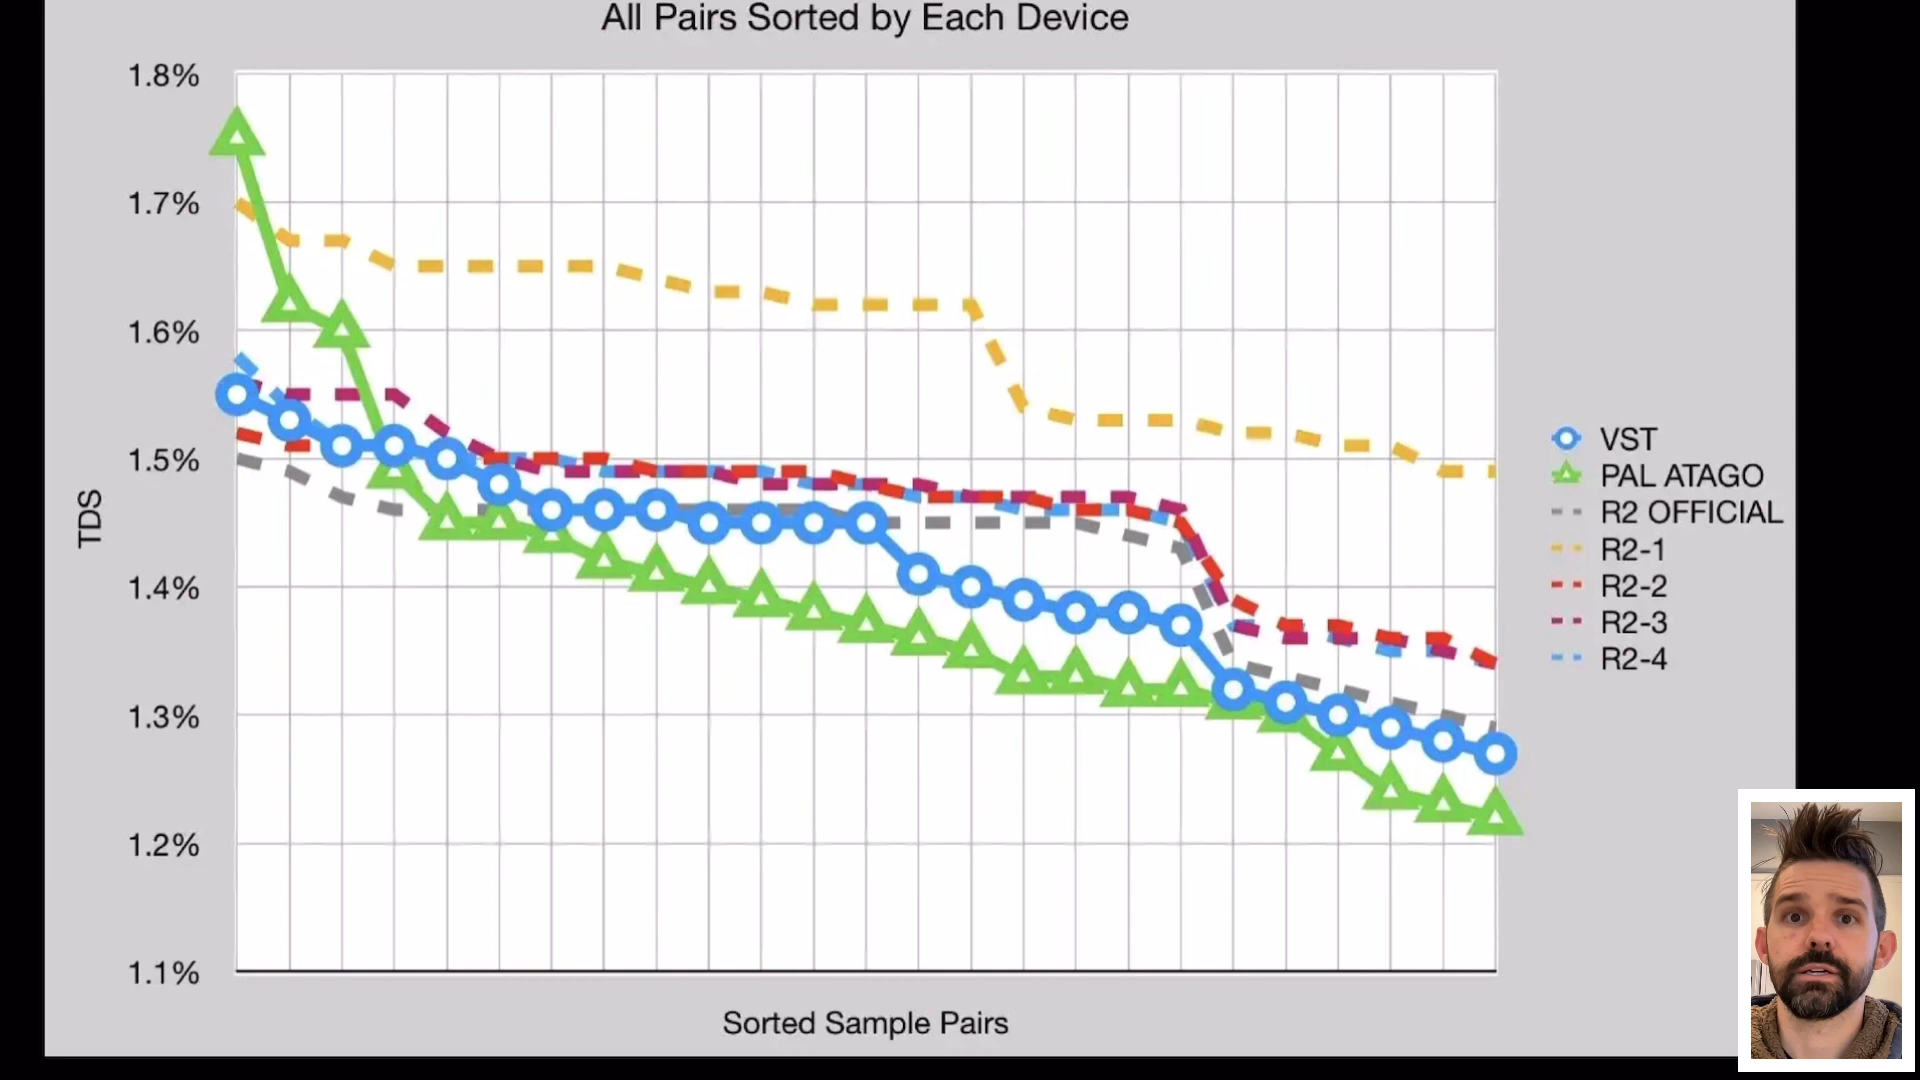 All Pairs Sorted by Each Device
1.8%
1.7%
1.6%
1.5%
1.4%
1.3%
1.2%
1.1%
TDS
Sorted Sample Pairs
VST
PAL ATAGO
R2 OFFICIAL
R2-1
R2-2
R2-3
R2-4